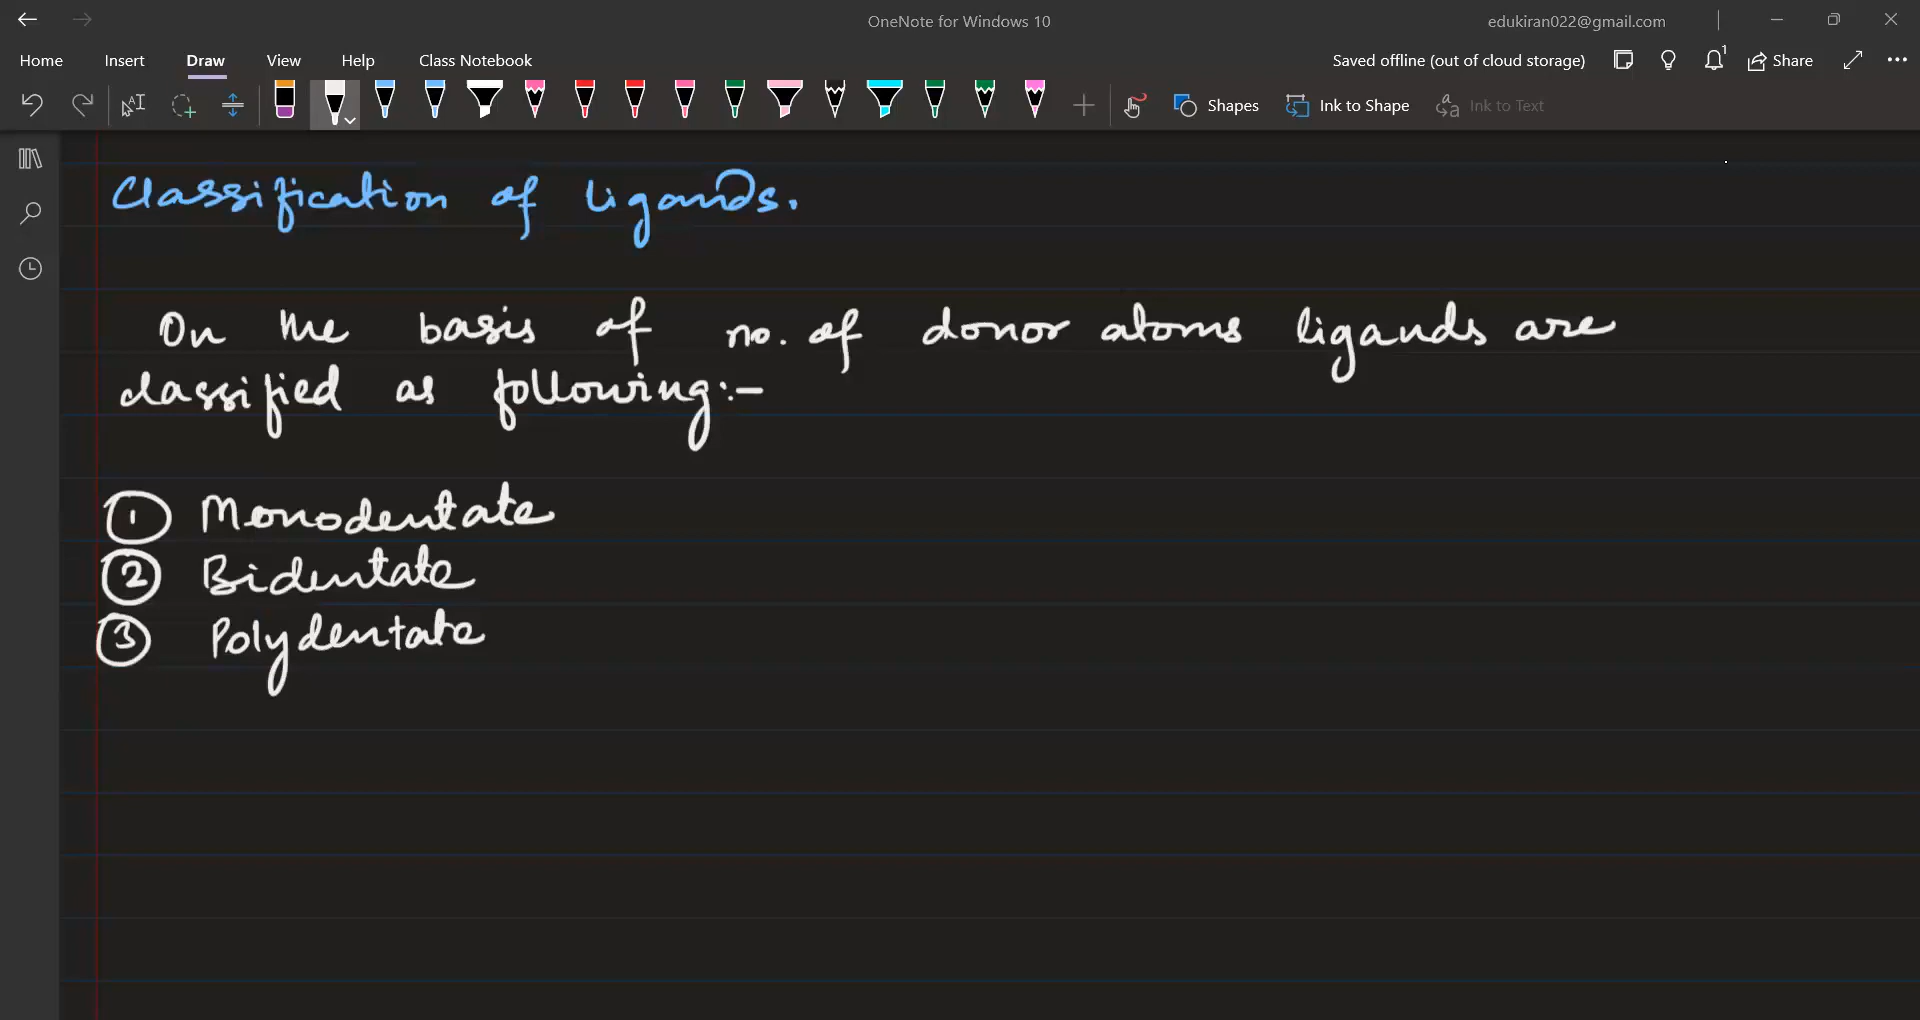 OneNote for Windows 10
edukiran022@gmail.com
Home Insert Draw View Help Class Notebook
Saved offline (out of cloud storage) 1 Share
Shapes Ink to Shape Ink to Text
Classification of ligands.
On the basis of no. of donor atoms ligands are
classified as following:-
① Monodentate
② Bidentate
③ Polydentate